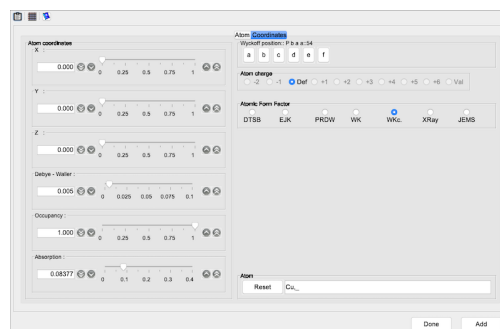 Atom Coordinates
Atom coordinates
X :
0.000
0 0.25 0.5 0.75 1
Y :
0.000
0 0.25 0.5 0.75 1
Z :
0.000
0 0.25 0.5 0.75 1
Debye - Waller :
0.005
0 0.025 0.05 0.075 0.1
Occupancy :
1.000
0 0.25 0.5 0.75 1
Absorption :
0.08377
0 0.1 0.2 0.3 0.4
Wyckoff position:: P b a a::54
a b c d e f
Atom charge
-2 -1 Def +1 +2 +3 +4 +5 +6 Val
Atomic Form Factor
DTSB EJK PRDW WK WKc. XRay JEMS
Atom
Reset Cu,_
Done Add